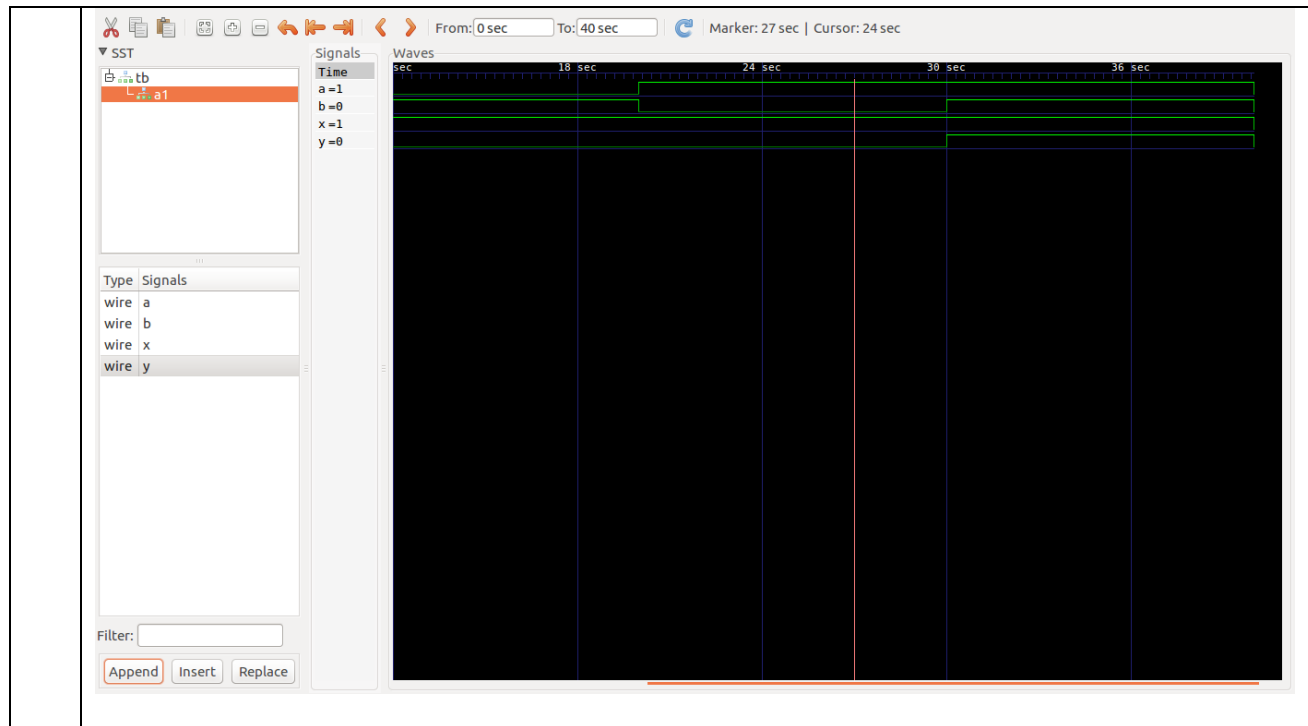 From: 0 sec To: 40 sec Marker: 27 sec | Cursor: 24 sec
SST
tb
a1
Type Signals
wire a
wire b
wire x
wire y
Filter:
Append Insert Replace
Signals
Time
a=1
b=0
x=1
y=0
Waves
sec 18 sec 24 sec 30 sec 36 sec